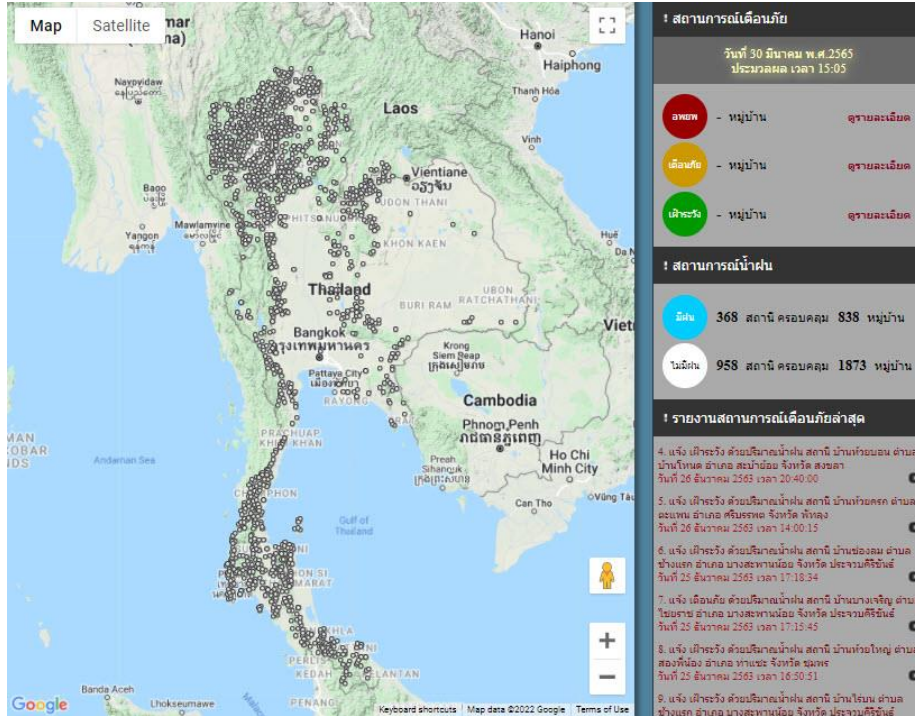 Map
Satellite
Hanoi
Haiphong
Naypyidaw
နေပြည်တော်
Thanh Hóa
Laos
Vinh
Vientiane
ວຽງຈັນ
UDON THANI
Bago
ပဲခူး
Yangon
ရန်ကုန်
Mawlamyine
KHON KAEN
Huế
Thailand
BURI RAM
UBON
RATCHATHANI
Bangkok
กรุงเทพมหานคร
Krong
Siem Reap
Pattaya City
เมืองพัทยา
RAYONG
Cambodia
Phnom Penh
ភ្នំពេញ
PRACHUAP
KHIRI KHAN
Andaman Sea
Preah
Sihanouk
ព្រះសីហនុ
Ho Chi
Minh City
Can Tho
Gulf of
Thailand
PERLIS
KEDAH
KELANTAN
PENANG
Banda Aceh
Lhokseumawe
Google
Keyboard shortcuts
Map data ©2022 Google
Terms of Use
สถานการณ์เตือนภัย
วันที่ 30 มีนาคม พ.ศ.2565
ประมวลผล เวลา 15:05
อพยพ - หมู่บ้าน ดูรายละเอียด
เตือนภัย - หมู่บ้าน ดูรายละเอียด
เฝ้าระวัง - หมู่บ้าน ดูรายละเอียด
สถานการณ์น้ำฝน
มีฝน 368 สถานี ครอบคลุม 838 หมู่บ้าน
ไม่มีฝน 958 สถานี ครอบคลุม 1873 หมู่บ้าน
รายงานสถานการณ์เตือนภัยล่าสุด
4. แจ้ง เฝ้าระวัง ด้วยปริมาณน้ำฝน สถานี บ้านห้วยบอน ตำบล
บ้านโหนด อำเภอ สะบ้าย้อย จังหวัด สงขลา
วันที่ 26 ธันวาคม 2563 เวลา 20:40:00
5. แจ้ง เฝ้าระวัง ด้วยปริมาณน้ำฝน สถานี บ้านห้วยครก ตำบล
ตะแพน อำเภอ ศรีบรรพต จังหวัด พัทลุง
วันที่ 26 ธันวาคม 2563 เวลา 14:00:15
6. แจ้ง เฝ้าระวัง ด้วยปริมาณน้ำฝน สถานี บ้านช่องลม ตำบล
ช้างแรก อำเภอ บางสะพานน้อย จังหวัด ประจวบคีรีขันธ์
วันที่ 25 ธันวาคม 2563 เวลา 17:18:34
7. แจ้ง เตือนภัย ด้วยปริมาณน้ำฝน สถานี บ้านบางเจริญ ตำบล
ไชยราช อำเภอ บางสะพานน้อย จังหวัด ประจวบคีรีขันธ์
วันที่ 25 ธันวาคม 2563 เวลา 17:15:45
8. แจ้ง เฝ้าระวัง ด้วยปริมาณน้ำฝน สถานี บ้านห้วยใหญ่ ตำบล
สองพี่น้อง อำเภอ ท่าแซะ จังหวัด ชุมพร
วันที่ 25 ธันวาคม 2563 เวลา 16:50:51
9. แจ้ง เฝ้าระวัง ด้วยปริมาณน้ำฝน สถานี บ้านไร่บน ตำบล
ช้างแรก อำเภอ บางสะพานน้อย จังหวัด ประจวบคีรีขันธ์